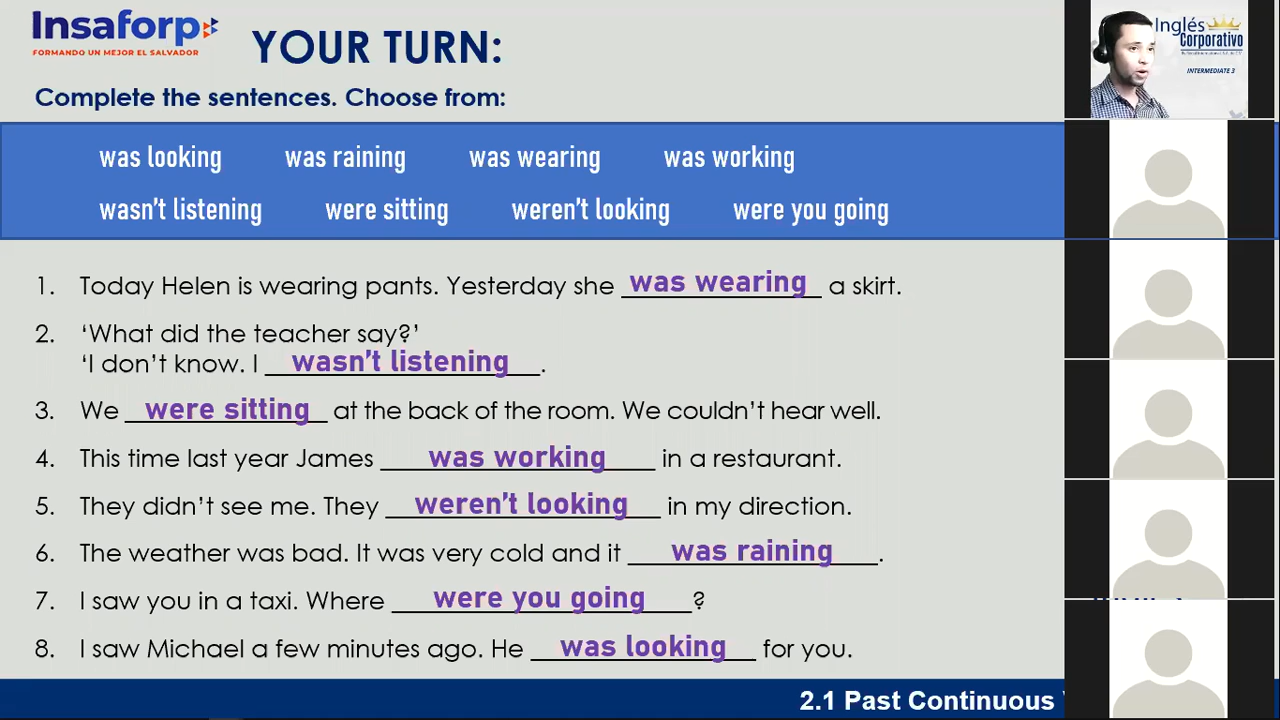 Insaforp
FORMANDO UN MEJOR EL SALVADOR
YOUR TURN:
Complete the sentences. Choose from:
was looking was raining was wearing was working
wasn't listening were sitting weren't looking were you going
1. Today Helen is wearing pants. Yesterday she was wearing a skirt.
2. ‘What did the teacher say?’
‘I don't know. I wasn't listening.
3. We were sitting at the back of the room. We couldn't hear well.
4. This time last year James was working in a restaurant.
5. They didn't see me. They weren't looking in my direction.
6. The weather was bad. It was very cold and it was raining.
7. I saw you in a taxi. Where were you going?
8. I saw Michael a few minutes ago. He was looking for you.
2.1 Past Continuous
Inglés
Corporativo
INTERMEDIATE 3